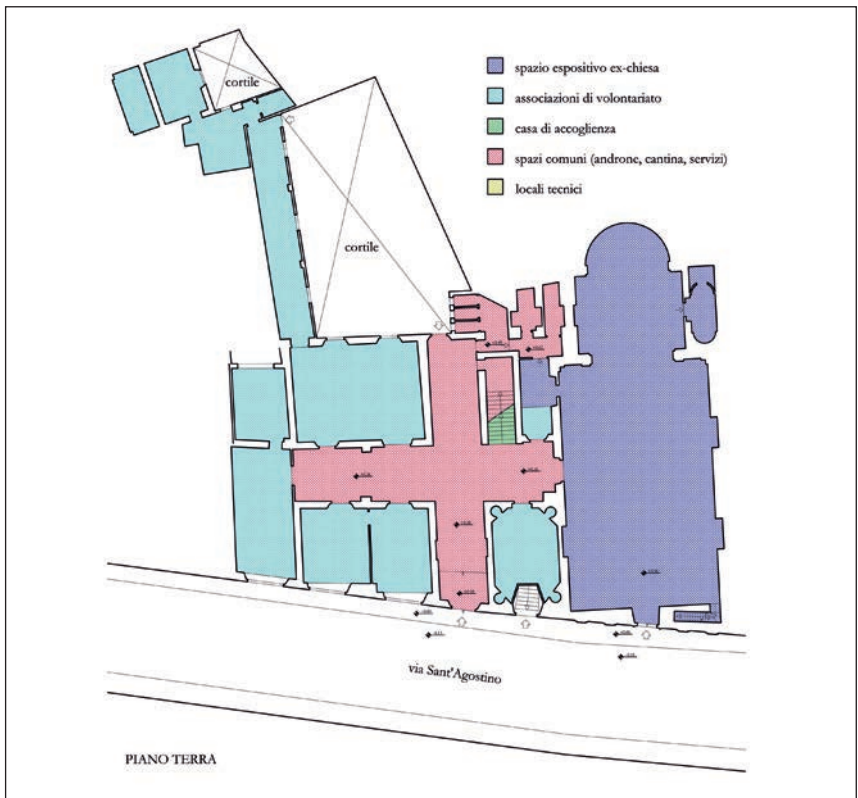 cortile
spazio espositivo ex-chiesa
associazioni di volontariato
casa di accoglienza
spazi comuni (androne, cantina, servizi)
locali tecnici
cortile
via Sant'Agostino
PIANO TERRA